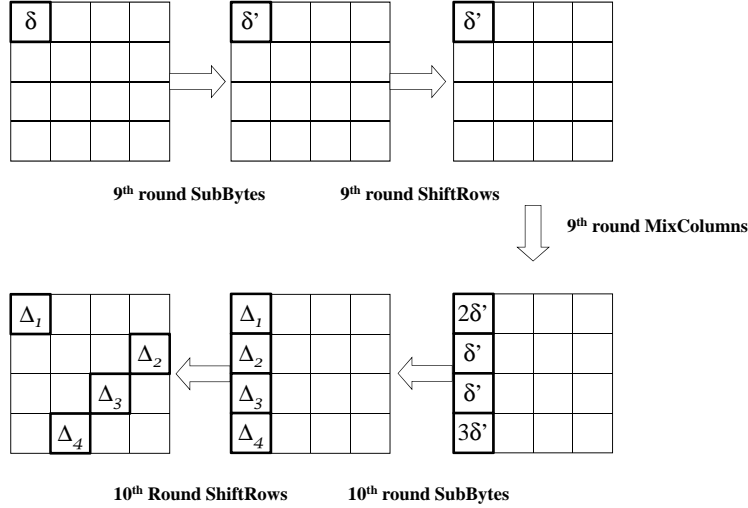 δ δ' δ'
9th round SubBytes 9th round ShiftRows
9th round MixColumns
Δ1 Δ1 2δ'
Δ2 Δ2 δ'
Δ3 Δ3 δ'
Δ4 Δ4 3δ'
10th Round ShiftRows 10th round SubBytes